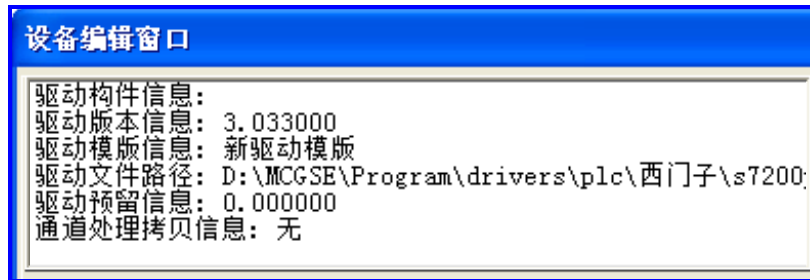 设备编辑窗口
驱动构件信息:
驱动版本信息: 3.033000
驱动模版信息: 新驱动模版
驱动文件路径: D:\MCGSE\Program\drivers\plc\西门子\s7200
驱动预留信息: 0.000000
通道处理拷贝信息: 无